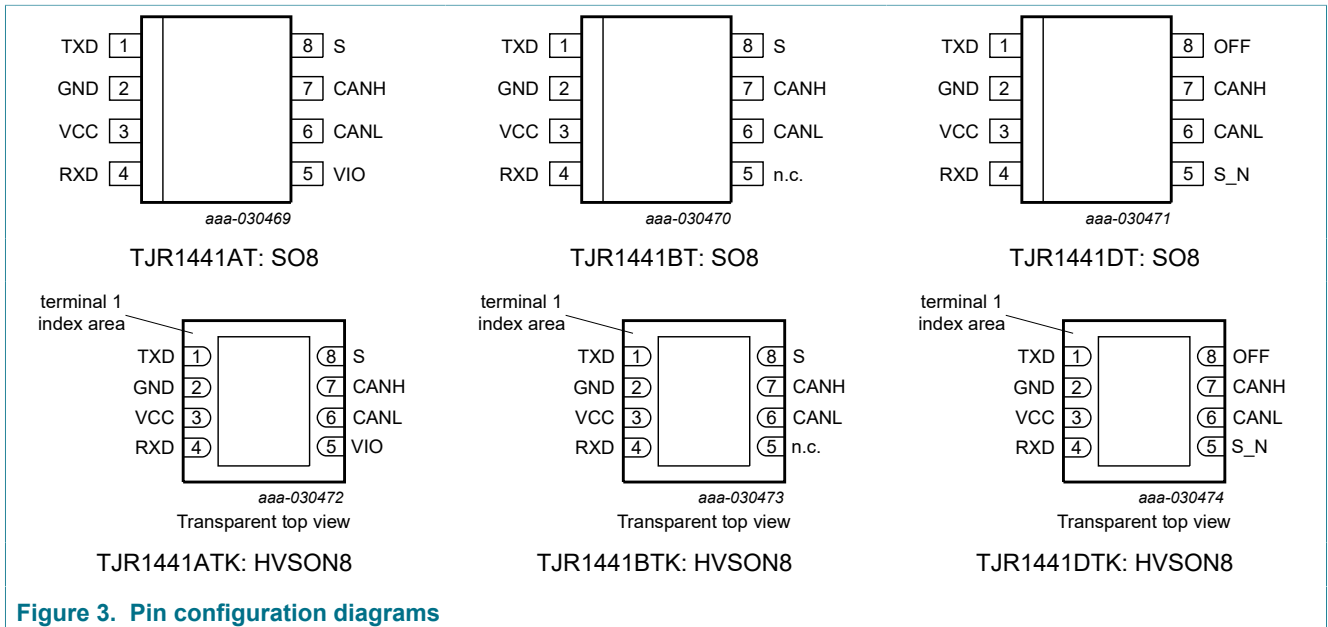 TXD 1 8 S
GND 2 7 CANH
VCC 3 6 CANL
RXD 4 5 VIO
aaa-030469
TJR1441AT: SO8
TXD 1 8 S
GND 2 7 CANH
VCC 3 6 CANL
RXD 4 5 n.c.
aaa-030470
TJR1441BT: SO8
TXD 1 8 OFF
GND 2 7 CANH
VCC 3 6 CANL
RXD 4 5 S_N
aaa-030471
TJR1441DT: SO8
terminal 1
index area
TXD 1 8 S
GND 2 7 CANH
VCC 3 6 CANL
RXD 4 5 VIO
aaa-030472
Transparent top view
TJR1441ATK: HVSON8
terminal 1
index area
TXD 1 8 S
GND 2 7 CANH
VCC 3 6 CANL
RXD 4 5 n.c.
aaa-030473
Transparent top view
TJR1441BTK: HVSON8
terminal 1
index area
TXD 1 8 OFF
GND 2 7 CANH
VCC 3 6 CANL
RXD 4 5 S_N
aaa-030474
Transparent top view
TJR1441DTK: HVSON8
Figure 3. Pin configuration diagrams